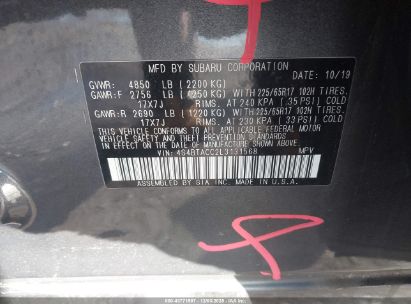 MFD BY SUBARU CORPORATION DATE: 10/19
GVWR: 4850 LB (2200 KG)
GAWR:F 2756 LB (1250 KG) WITH 225/65R17 102H TIRES.
17X7J RIMS. AT 240 KPA (35 PSI) COLD
GAWR:R 2690 LB (1220 KG) WITH 225/65R17 102H TIRES.
17X7J RIMS. AT 230 KPA (33 PSI) COLD
THIS VEHICLE CONFORMS TO ALL APPLICABLE FEDERAL MOTOR VEHICLE
SAFETY, BUMPER, AND THEFT PREVENTION STANDARDS IN EFFECT ON
THE DATE OF MANUFACTURE SHOWN ABOVE.
VIN: 4S4BTACC2L3131568 MPV
ASSEMBLED BY SIA INC. MADE IN U.S.A.